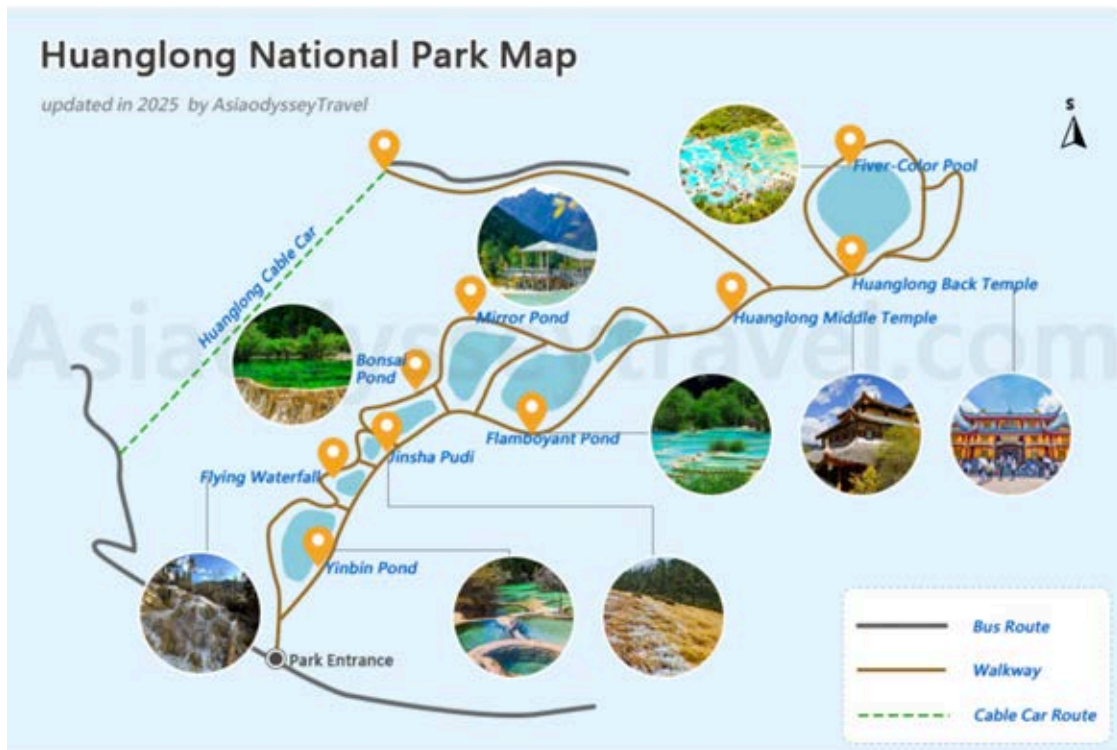 Huanglong National Park Map
updated in 2025 by AsiaodysseyTravel
S
Fiver-Color Pool
Huanglong Cable Car
Huanglong Back Temple
Mirror Pond
Huanglong Middle Temple
Asiaodysseytravel.com
Bonsai
Pond
Flamboyant Pond
Jinsha Pudi
Flying Waterfall
Yinbin Pond
Park Entrance
Bus Route
Walkway
Cable Car Route